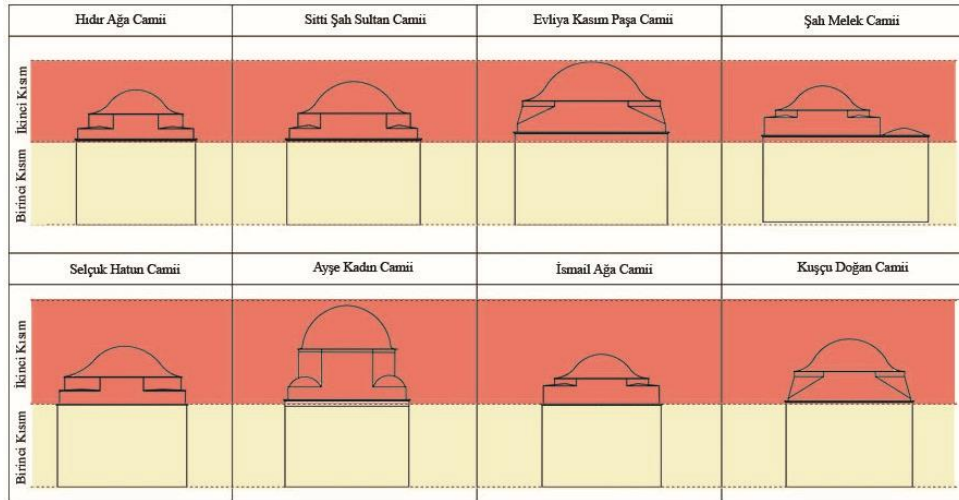 Hıdır Ağa Camii
Sitti Şah Sultan Camii
Evliya Kasım Paşa Camii
Şah Melek Camii
İkinci Kısım
Birinci Kısım
Selçuk Hatun Camii
Ayşe Kadın Camii
İsmail Ağa Camii
Kuşçu Doğan Camii
İkinci Kısım
Birinci Kısım